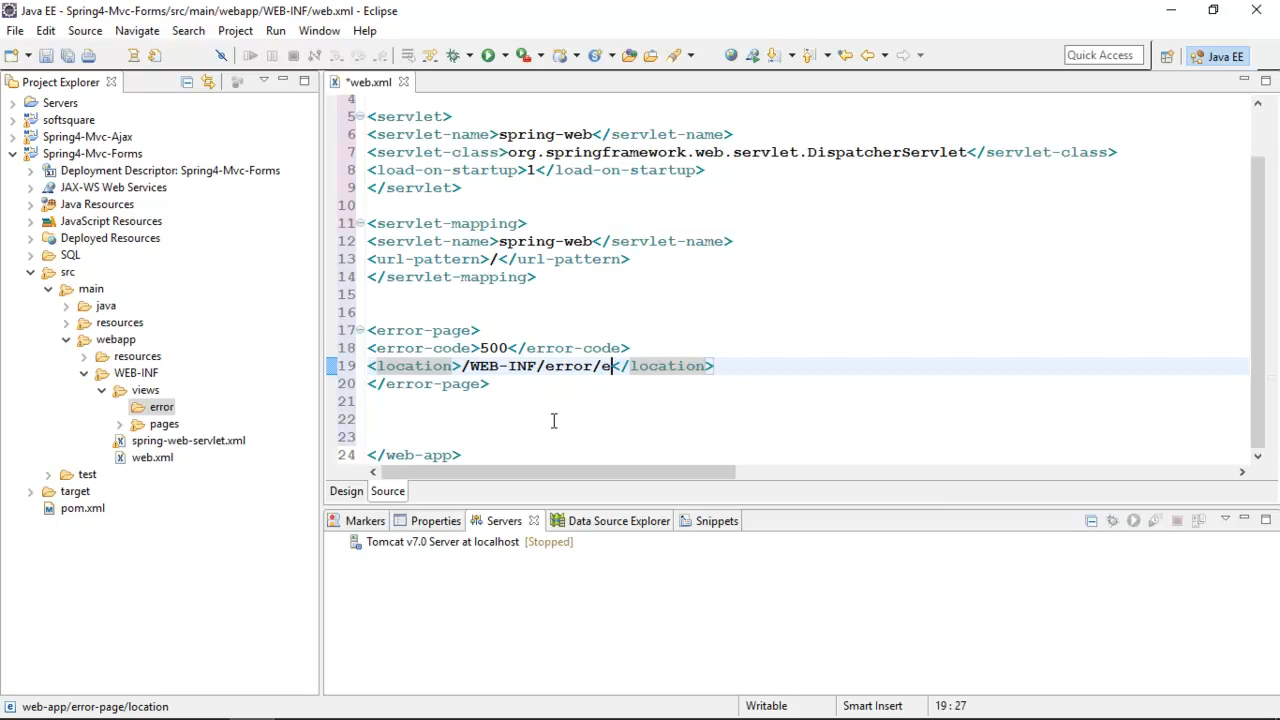 Java EE - Spring4-Mvc-Forms/src/main/webapp/WEB-INF/web.xml - Eclipse
File Edit Source Navigate Search Project Run Window Help
Quick Access
Java EE
Project Explorer
*web.xml
Servers
softsquare
Spring4-Mvc-Ajax
Spring4-Mvc-Forms
Deployment Descriptor: Spring4-Mvc-Forms
JAX-WS Web Services
Java Resources
JavaScript Resources
Deployed Resources
SQL
src
main
java
resources
webapp
resources
WEB-INF
views
error
pages
spring-web-servlet.xml
web.xml
test
target
pom.xml
4
5 <servlet>
6 <servlet-name>spring-web</servlet-name>
7 <servlet-class>org.springframework.web.servlet.DispatcherServlet</servlet-class>
8 <load-on-startup>1</load-on-startup>
9 </servlet>
10
11 <servlet-mapping>
12 <servlet-name>spring-web</servlet-name>
13 <url-pattern>/</url-pattern>
14 </servlet-mapping>
15
16
17 <error-page>
18 <error-code>500</error-code>
19 <location>/WEB-INF/error/e</location>
20 </error-page>
21
22
23
24 </web-app>
Design Source
Markers Properties Servers Data Source Explorer Snippets
Tomcat v7.0 Server at localhost [Stopped]
web-app/error-page/location Writable Smart Insert 19 : 27